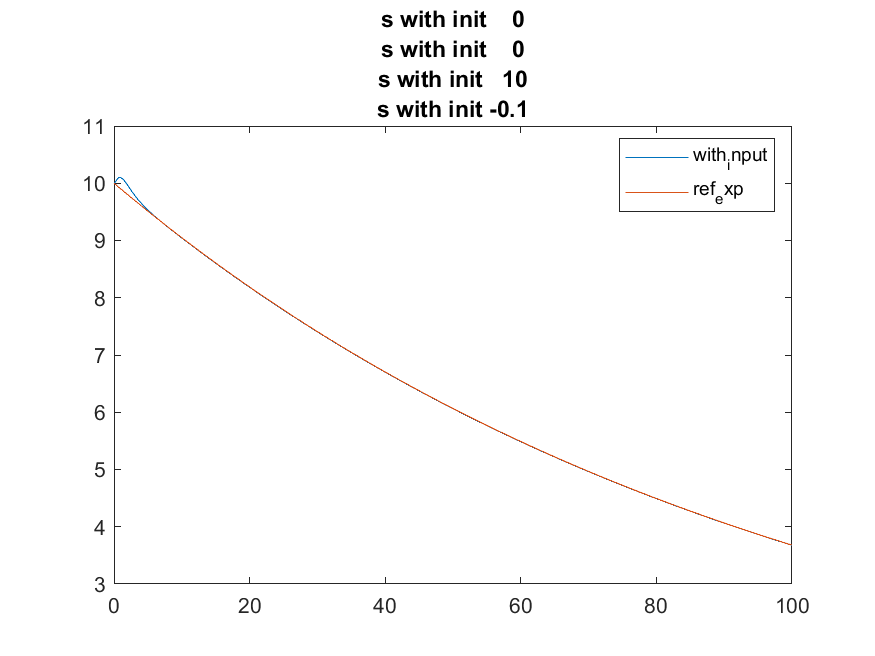 s with init    0
s with init    0
s with init   10
s with init -0.1
11
10
9
8
7
6
5
4
3
with_input
ref_exp
0 20 40 60 80 100